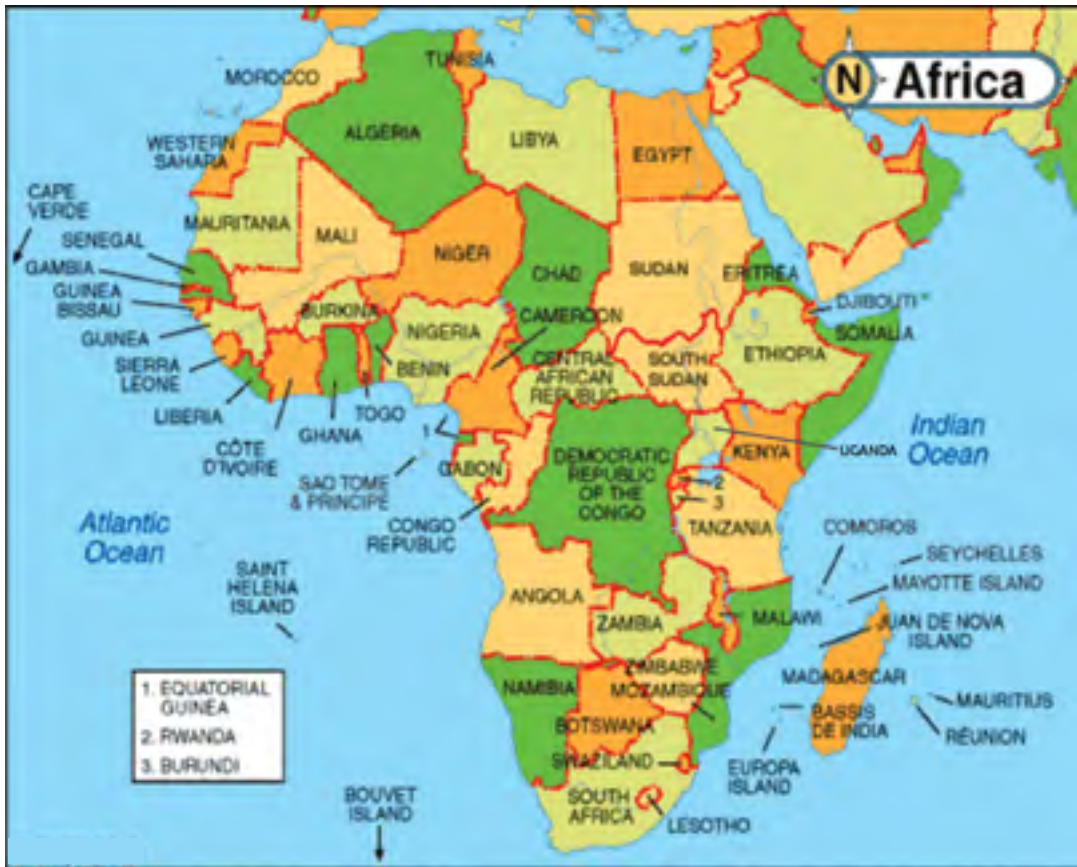 N Africa
MOROCCO
TUNISIA
ALGERIA
LIBYA
EGYPT
WESTERN
SAHARA
CAPE
VERDE
MAURITANIA
MALI
NIGER
CHAD
SUDAN
ERITREA
SENEGAL
GAMBIA
GUINEA
BISSAU
GUINEA
SIERRA
LEONE
LIBERIA
CÔTE
D'IVOIRE
BURKINA
GHANA
TOGO
BENIN
NIGERIA
CAMEROON
CENTRAL
AFRICAN
REPUBLIC
SOUTH
SUDAN
DJIBOUTI
SOMALIA
ETHIOPIA
UGANDA
KENYA
Indian
Ocean
1
GABON
SAO TOME
& PRINCIPE
CONGO
REPUBLIC
DEMOCRATIC
REPUBLIC
OF THE
CONGO
2
3
TANZANIA
Atlantic
Ocean
SAINT
HELENA
ISLAND
COMOROS
SEYCHELLES
MAYOTTE ISLAND
JUAN DE NOVA
ISLAND
ANGOLA
ZAMBIA
MALAWI
ZIMBABWE
MOZAMBIQUE
MADAGASCAR
MAURITIUS
RÉUNION
BASSIS
DE INDIA
EUROPA
ISLAND
NAMIBIA
BOTSWANA
SWAZILAND
SOUTH
AFRICA
LESOTHO
BOUVET
ISLAND
1. EQUATORIAL
GUINEA
2. RWANDA
3. BURUNDI